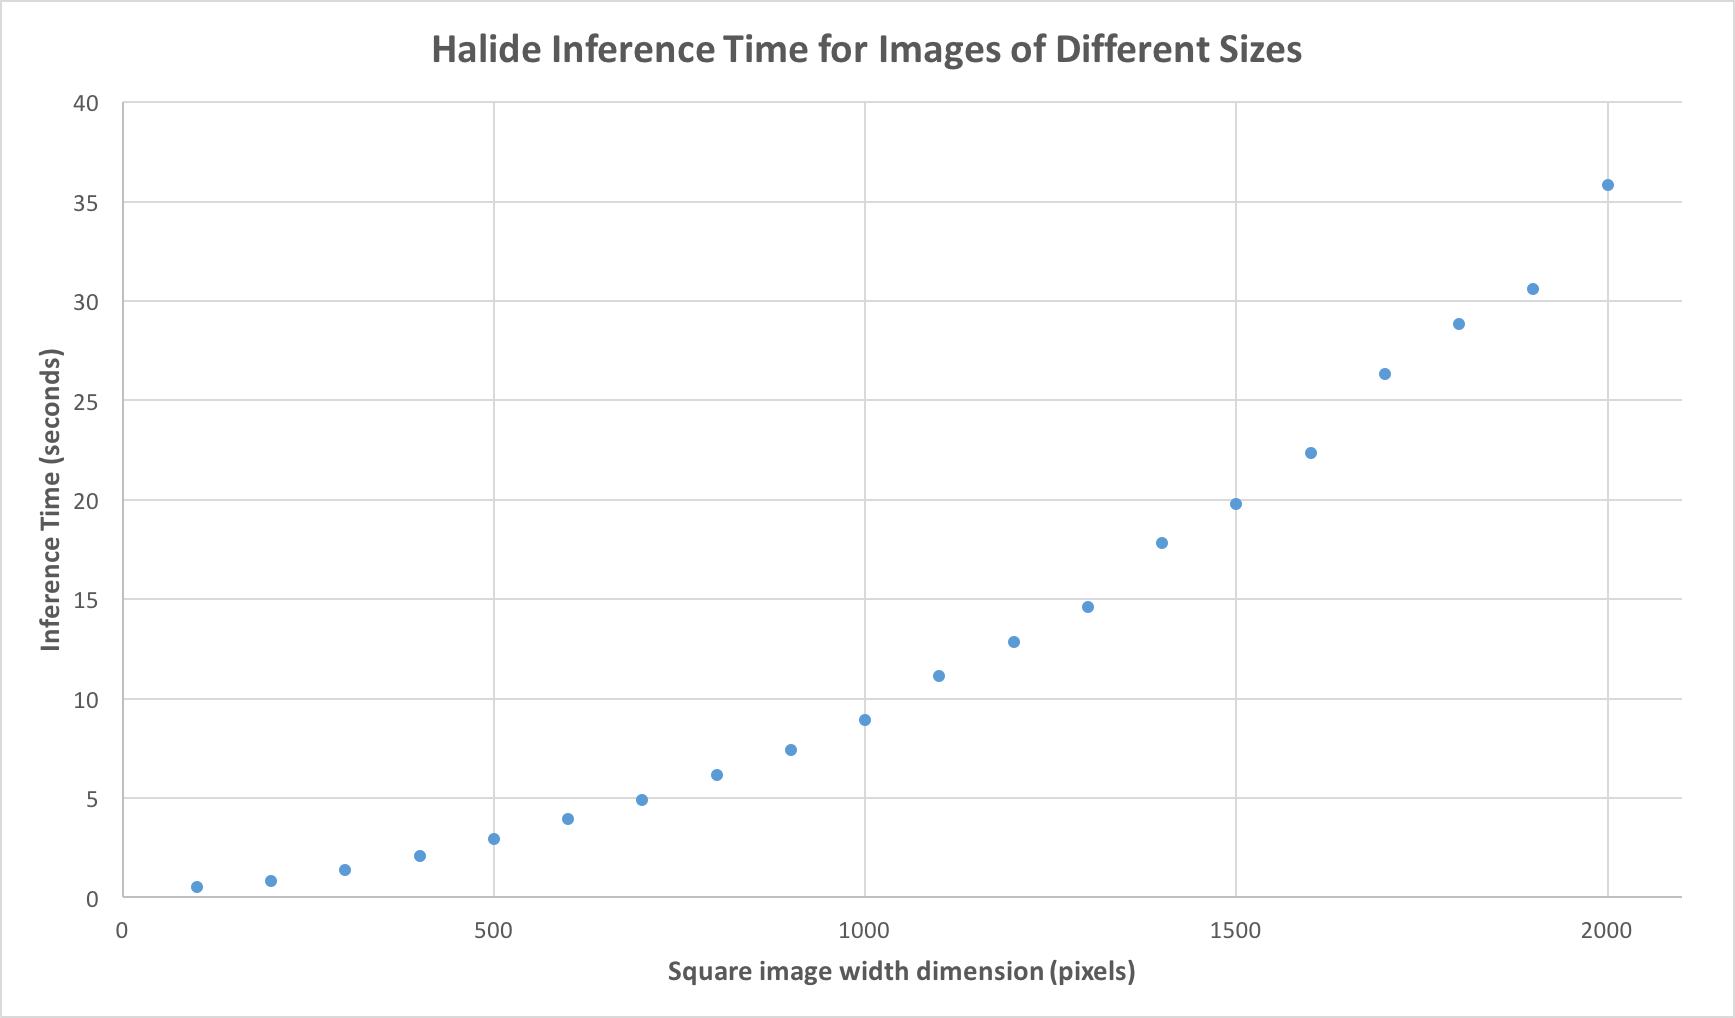 Halide Inference Time for Images of Different Sizes
40
35
30
25
20
15
10
5
0
Inference Time (seconds)
0 500 1000 1500 2000
Square image width dimension (pixels)